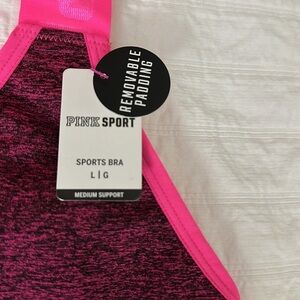 REMOVABLE
PADDING
PINK SPORT
SPORTS BRA
L | G
MEDIUM SUPPORT